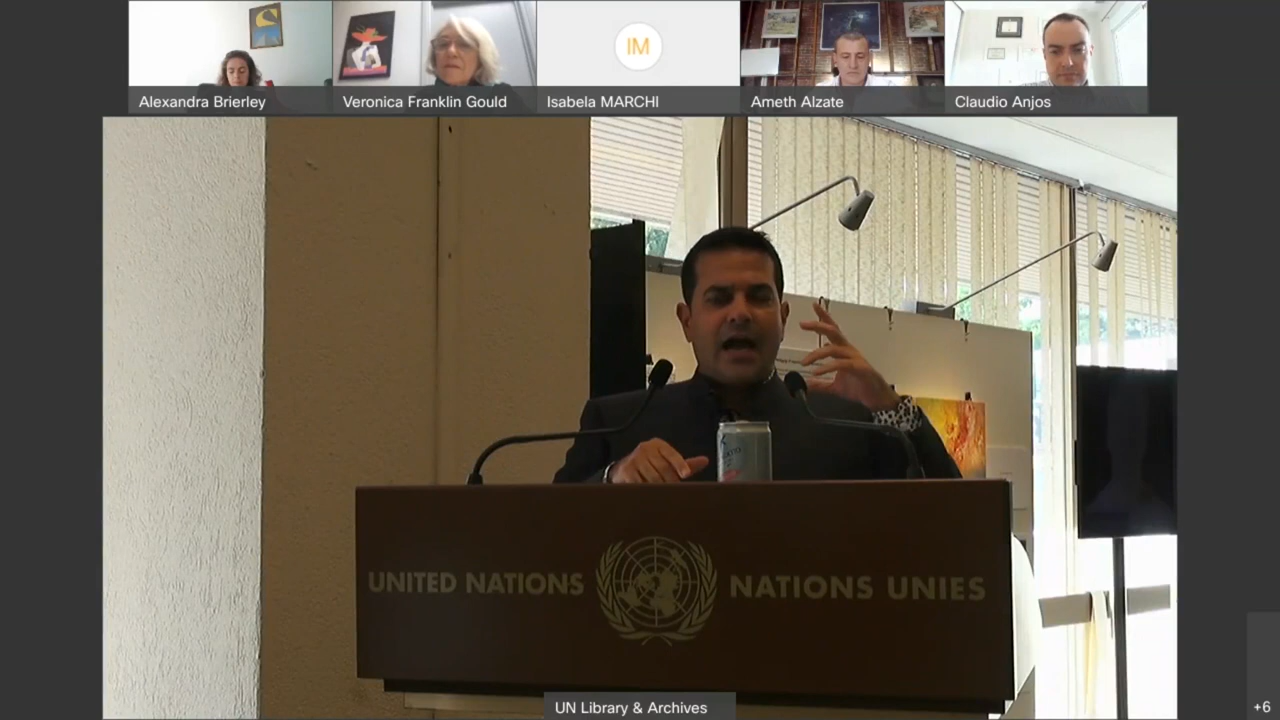 Alexandra Brierley
Veronica Franklin Gould
IM
Isabela MARCHI
Ameth Alzate
Claudio Anjos
UNITED NATIONS NATIONS UNIES
UN Library & Archives
+6